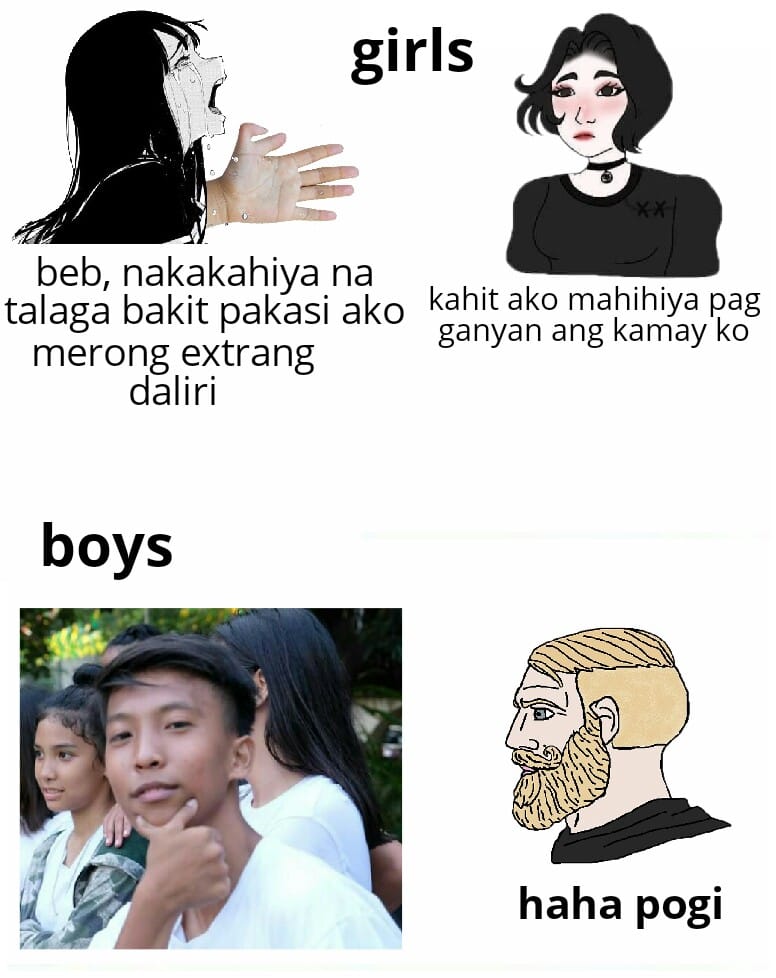 girls
beb, nakakahiya na
talaga bakit pakasi ako
merong extrang
daliri
kahit ako mahihiya pag
ganyan ang kamay ko
boys
haha pogi